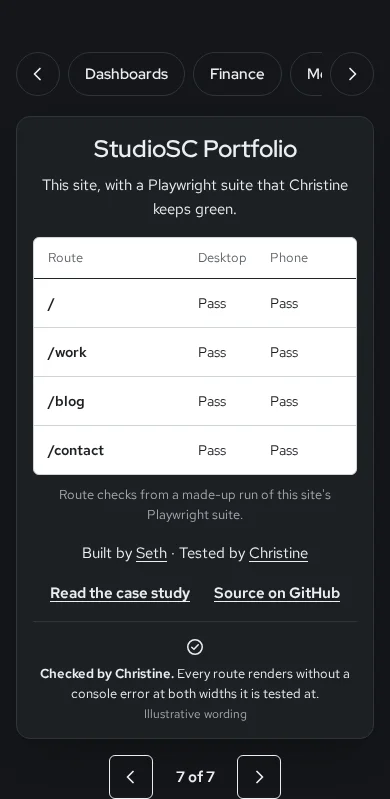 Dashboards Finance
StudioSC Portfolio
This site, with a Playwright suite that Christine
keeps green.
Route Desktop Phone
/ Pass Pass
/work Pass Pass
/blog Pass Pass
/contact Pass Pass
Route checks from a made-up run of this site's
Playwright suite.
Built by Seth · Tested by Christine
Read the case study Source on GitHub
Checked by Christine. Every route renders without a
console error at both widths it is tested at.
Illustrative wording
7 of 7